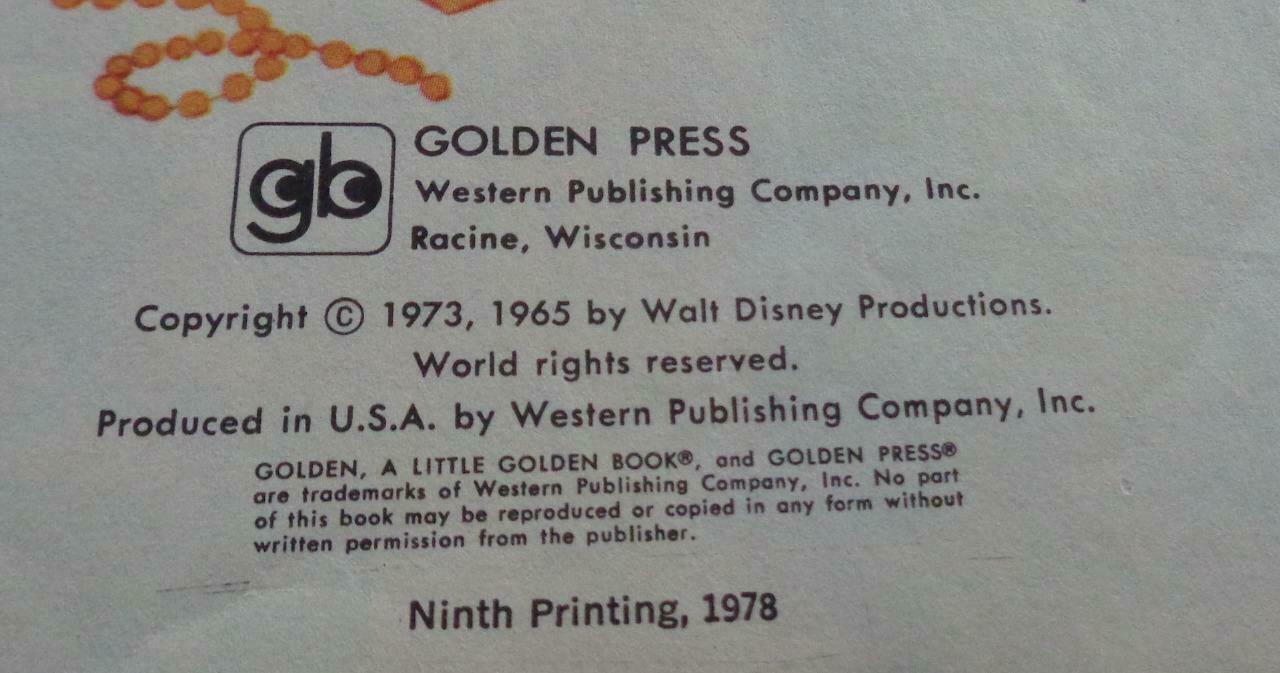 gb
GOLDEN PRESS
Western Publishing Company, Inc.
Racine, Wisconsin
Copyright © 1973, 1965 by Walt Disney Productions.
World rights reserved.
Produced in U.S.A. by Western Publishing Company, Inc.
GOLDEN, A LITTLE GOLDEN BOOK®, and GOLDEN PRESS®
are trademarks of Western Publishing Company, Inc. No part
of this book may be reproduced or copied in any form without
written permission from the publisher.
Ninth Printing, 1978